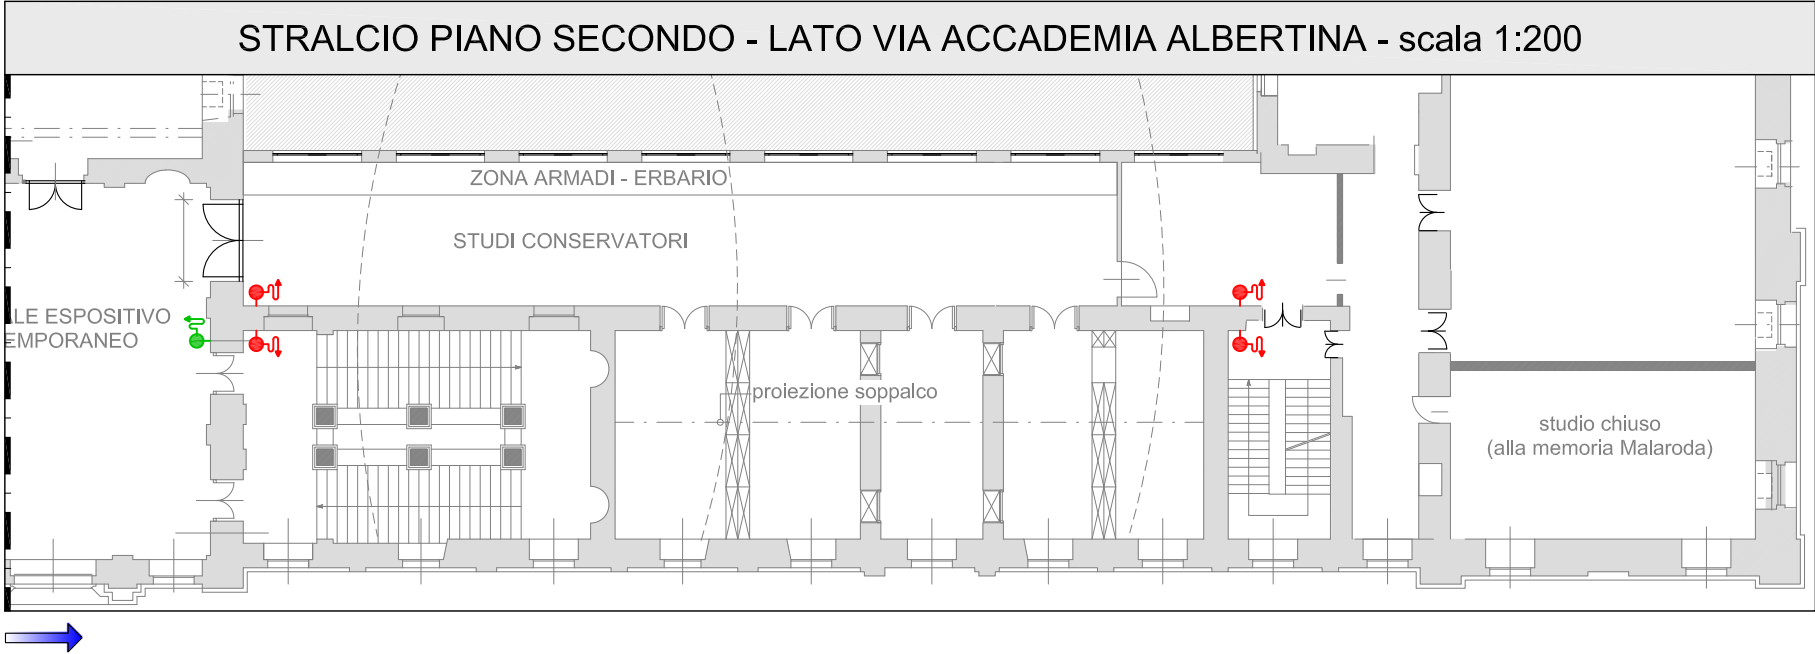 STRALCIO PIANO SECONDO - LATO VIA ACCADEMIA ALBERTINA - scala 1:200
ZONA ARMADI - ERBARIO
STUDI CONSERVATORI
LE ESPOSITIVO
EMPORANEO
proiezione soppalco
studio chiuso
(alla memoria Malaroda)